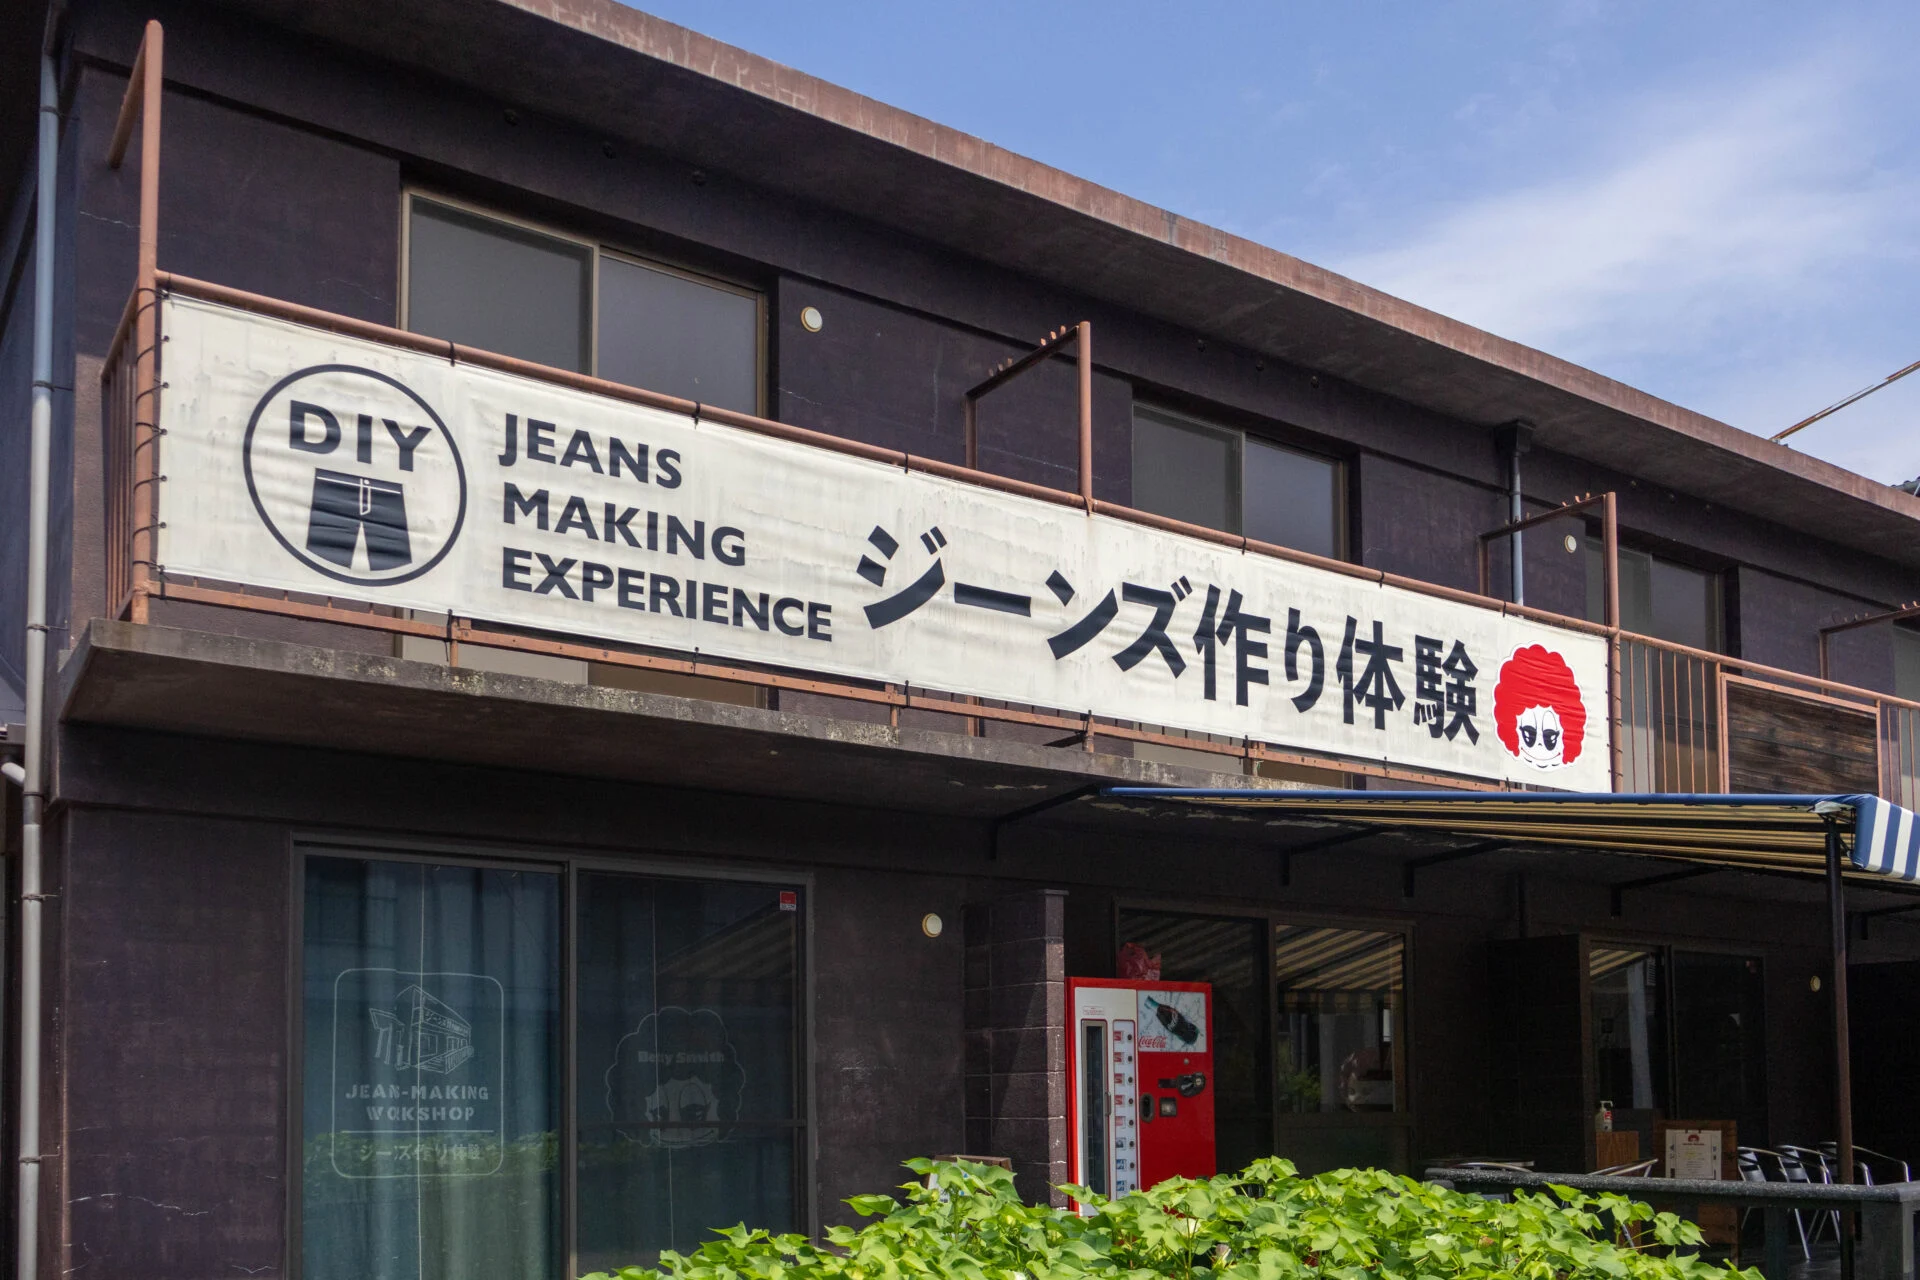 DIY
JEANS
MAKING
EXPERIENCE
ジーンズ作り体験
JEAN-MAKING
WORKSHOP
ジーンズ作り体験
Betty Smith
Coca-Cola